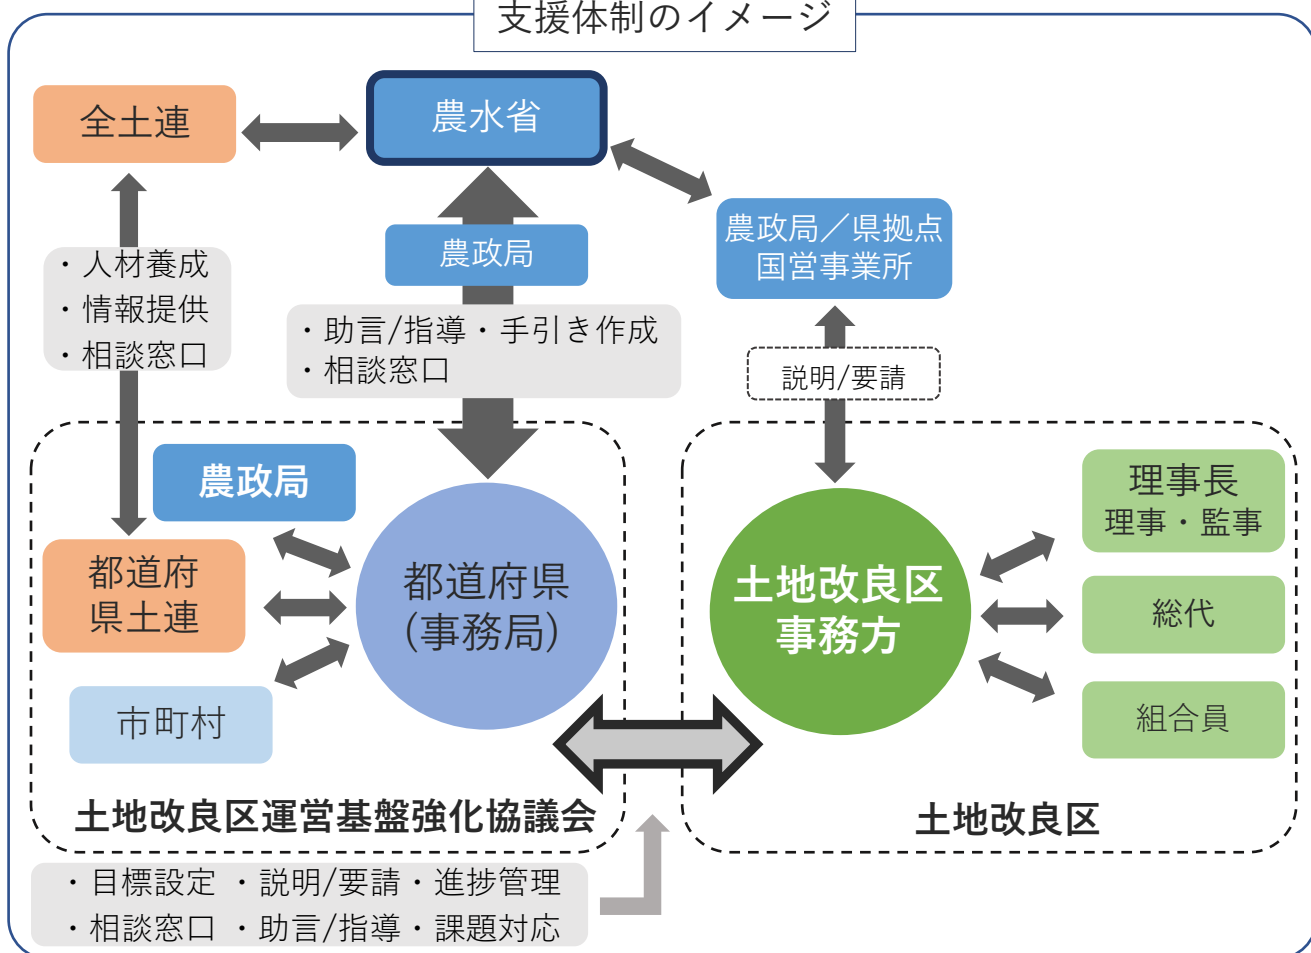 支援体制のイメージ
全土連
農水省
農政局
農政局／県拠点
国営事業所
・人材養成
・情報提供
・相談窓口
・助言/指導・手引き作成
・相談窓口
説明/要請
農政局
都道府
県土連
市町村
都道府県
(事務局)
土地改良区運営基盤強化協議会
土地改良区
事務方
理事長
理事・監事
総代
組合員
土地改良区
・目標設定 ・説明/要請・進捗管理
・相談窓口 ・助言/指導・課題対応